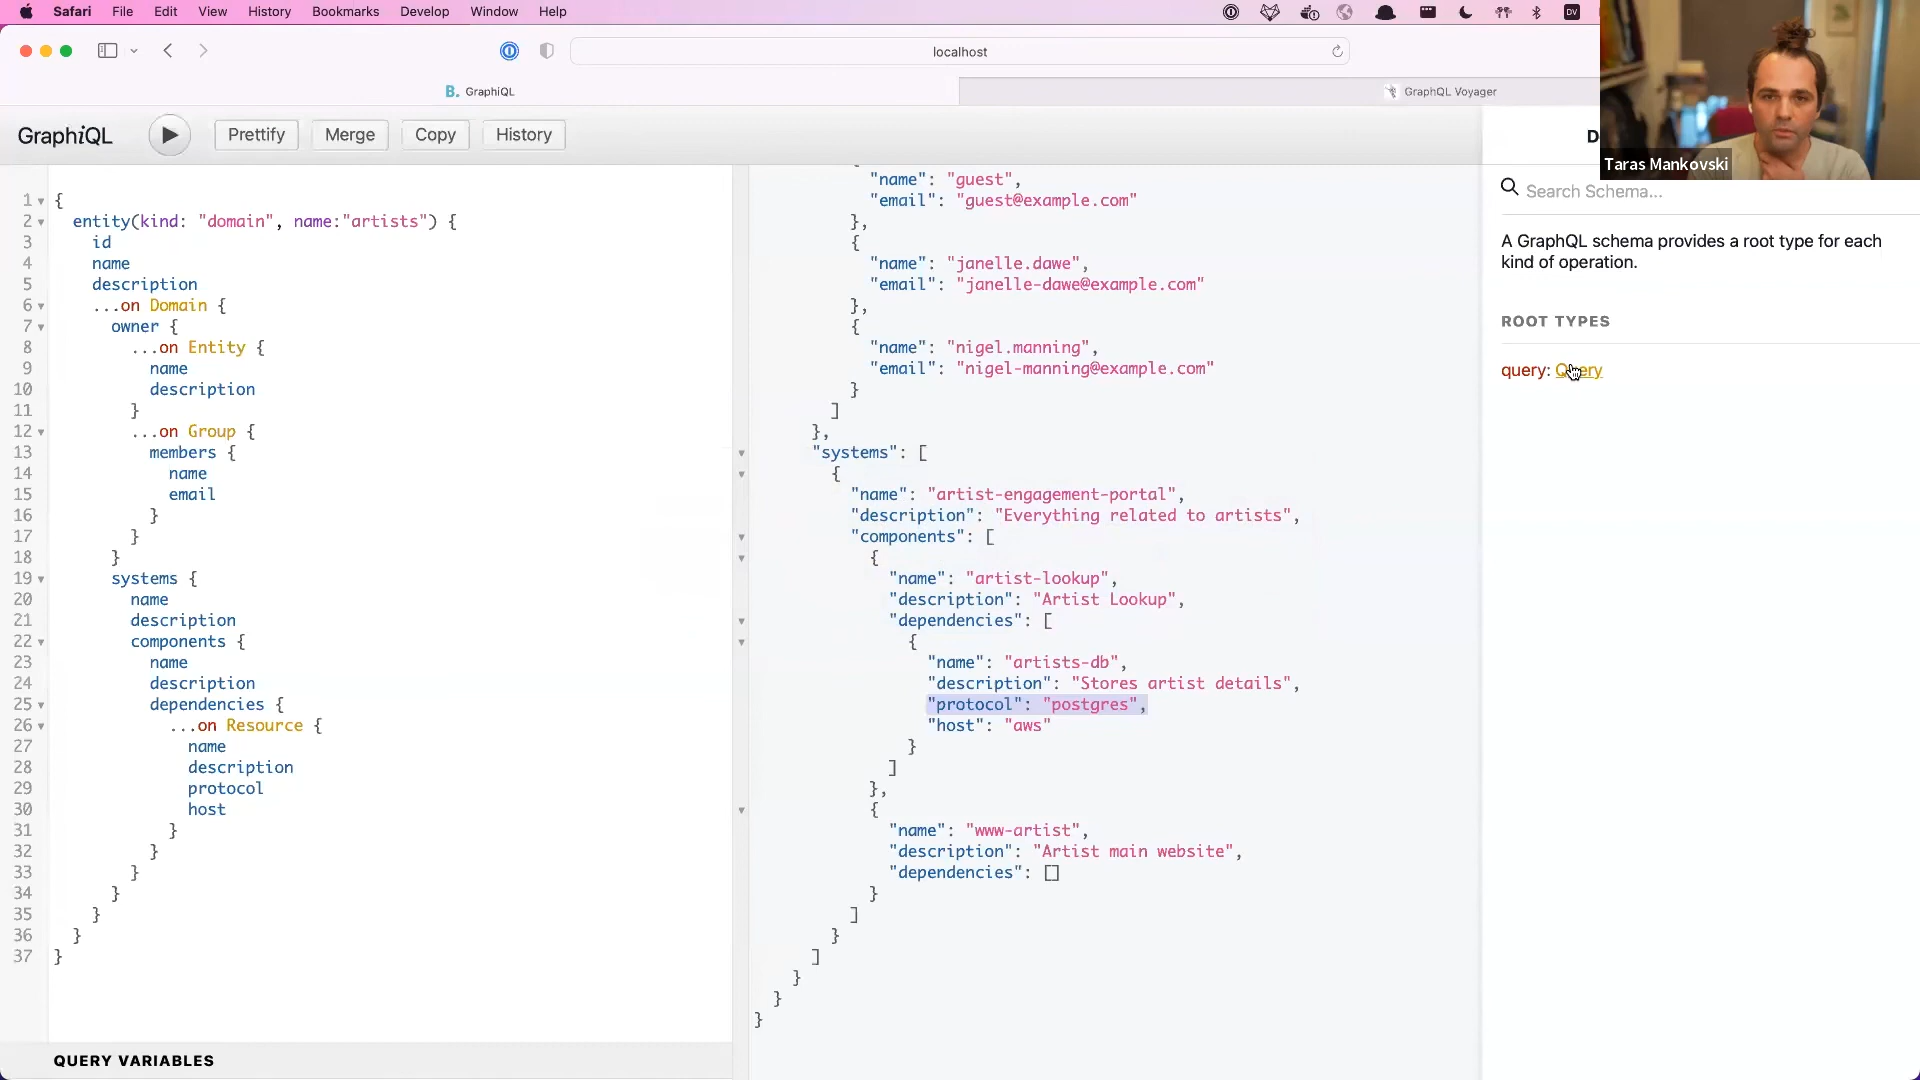 Safari File Edit View History Bookmarks Develop Window Help
DV
localhost
B. GraphiQL
GraphQL Voyager
GraphiQL Prettify Merge Copy History
D
Taras Mankovski
1 {
2 entity(kind: "domain", name:"artists") {
3 id
4 name
5 description
6 ...on Domain {
7 owner {
8 ...on Entity {
9 name
10 description
11 }
12 ...on Group {
13 members {
14 name
15 email
16 }
17 }
18 }
19 systems {
20 name
21 description
22 components {
23 name
24 description
25 dependencies {
26 ...on Resource {
27 name
28 description
29 protocol
30 host
31 }
32 }
33 }
34 }
35 }
36 }
37 }
QUERY VARIABLES
"name": "guest",
"email": "guest@example.com"
},
{
"name": "janelle.dawe",
"email": "janelle-dawe@example.com"
},
{
"name": "nigel.manning",
"email": "nigel-manning@example.com"
}
]
},
"systems": [
{
"name": "artist-engagement-portal",
"description": "Everything related to artists",
"components": [
{
"name": "artist-lookup",
"description": "Artist Lookup",
"dependencies": [
{
"name": "artists-db",
"description": "Stores artist details",
"protocol": "postgres",
"host": "aws"
}
]
},
{
"name": "www-artist",
"description": "Artist main website",
"dependencies": []
}
]
}
]
}
}
}
Search Schema...
A GraphQL schema provides a root type for each
kind of operation.
ROOT TYPES
query: Query